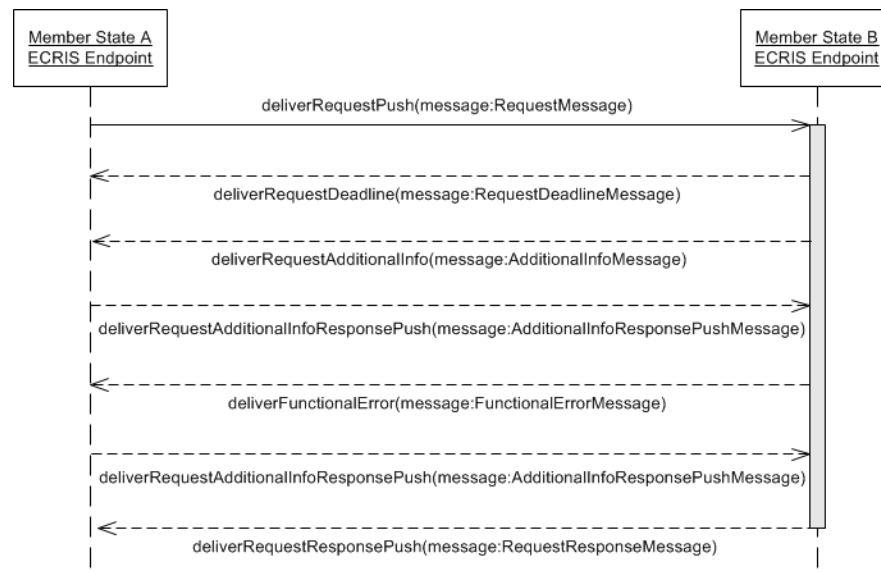 Member State A
ECRIS Endpoint
Member State B
ECRIS Endpoint
deliverRequestPush(message:RequestMessage)
deliverRequestDeadline(message:RequestDeadlineMessage)
deliverRequestAdditionalInfo(message:AdditionalInfoMessage)
deliverRequestAdditionalInfoResponsePush(message:AdditionalInfoResponsePushMessage)
deliverFunctionalError(message:FunctionalErrorMessage)
deliverRequestAdditionalInfoResponsePush(message:AdditionalInfoResponsePushMessage)
deliverRequestResponsePush(message:RequestResponseMessage)